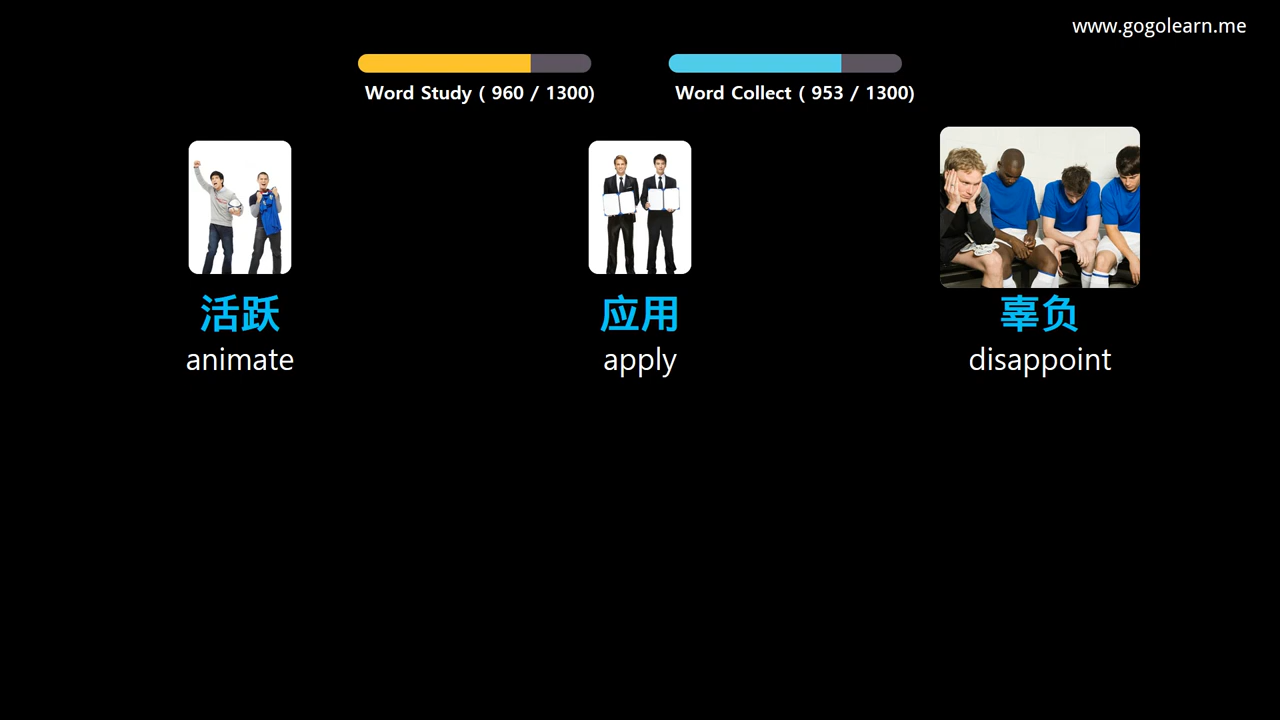 www.gogolearn.me
Word Study ( 960 / 1300)
Word Collect ( 953 / 1300)
活跃
animate
应用
apply
辜负
disappoint